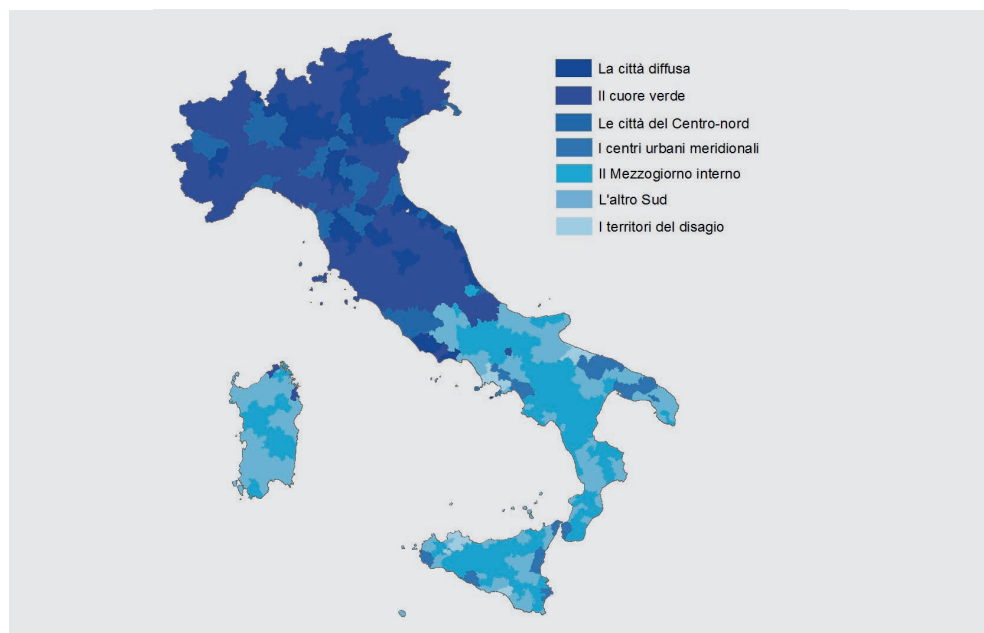 La città diffusa
Il cuore verde
Le città del Centro-nord
I centri urbani meridionali
Il Mezzogiorno interno
L'altro Sud
I territori del disagio